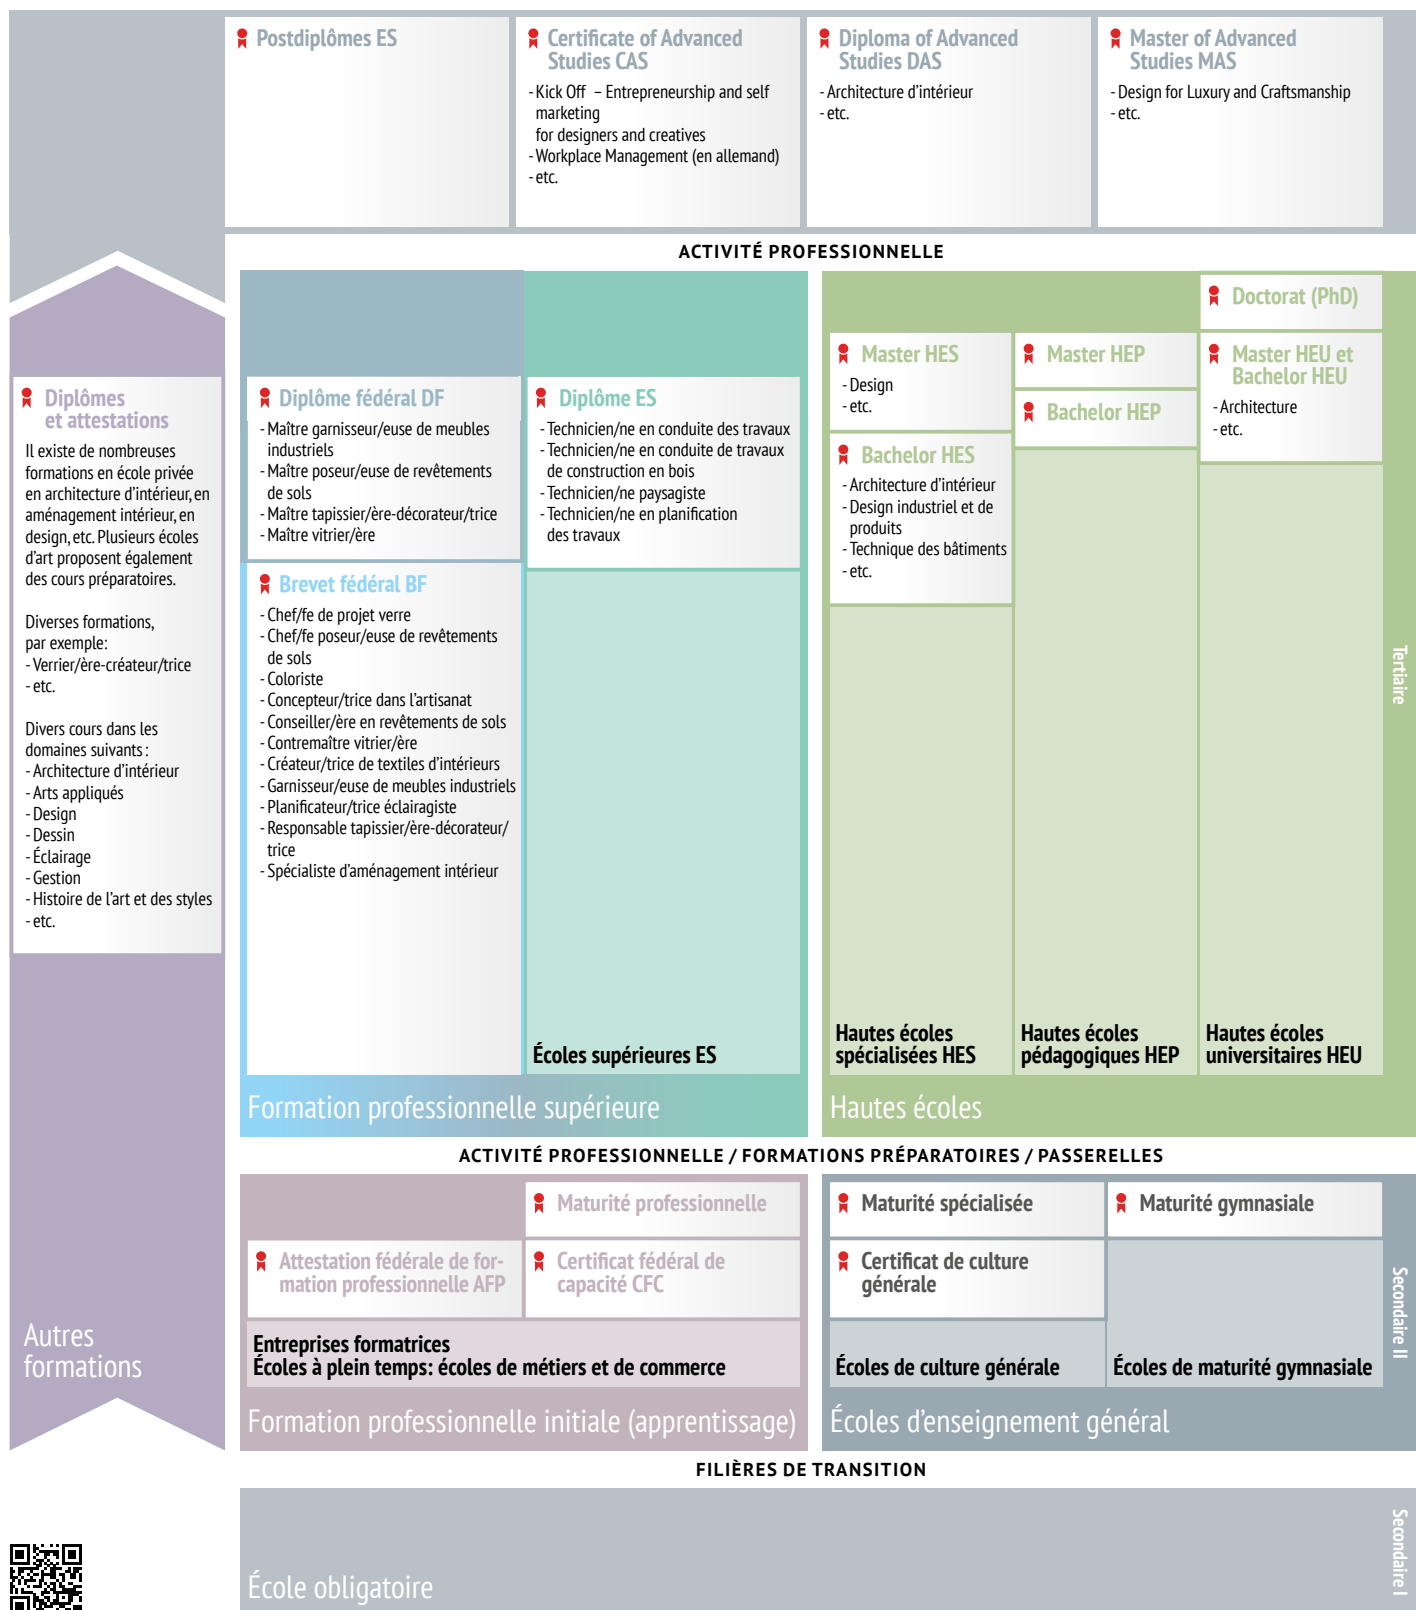 Postdiplômes ES
Certificate of Advanced
Studies CAS
- Kick Off – Entrepreneurship and self
marketing
for designers and creatives
- Workplace Management (en allemand)
- etc.
Diploma of Advanced
Studies DAS
- Architecture d’intérieur
- etc.
Master of Advanced
Studies MAS
- Design for Luxury and Craftsmanship
- etc.
ACTIVITÉ PROFESSIONNELLE
Diplômes
et attestations
Il existe de nombreuses
formations en école privée
en architecture d’intérieur, en
aménagement intérieur, en
design, etc. Plusieurs écoles
d’art proposent également
des cours préparatoires.
Diverses formations,
par exemple:
- Verrier/ère-créateur/trice
- etc.
Divers cours dans les
domaines suivants :
- Architecture d’intérieur
- Arts appliqués
- Design
- Dessin
- Éclairage
- Gestion
- Histoire de l’art et des styles
- etc.
Autres
formations
Diplôme fédéral DF
- Maître garnisseur/euse de meubles
industriels
- Maître poseur/euse de revêtements
de sols
- Maître tapissier/ère-décorateur/trice
- Maître vitrier/ère
Brevet fédéral BF
- Chef/fe de projet verre
- Chef/fe poseur/euse de revêtements
de sols
- Coloriste
- Concepteur/trice dans l’artisanat
- Conseiller/ère en revêtements de sols
- Contremaître vitrier/ère
- Créateur/trice de textiles d’intérieurs
- Garnisseur/euse de meubles industriels
- Planificateur/trice éclairagiste
- Responsable tapissier/ère-décorateur/
trice
- Spécialiste d’aménagement intérieur
Diplôme ES
- Technicien/ne en conduite des travaux
- Technicien/ne en conduite de travaux
de construction en bois
- Technicien/ne paysagiste
- Technicien/ne en planification
des travaux
Écoles supérieures ES
Formation professionnelle supérieure
Master HES
- Design
- etc.
Bachelor HES
- Architecture d’intérieur
- Design industriel et de
produits
- Technique des bâtiments
- etc.
Hautes écoles
spécialisées HES
Master HEP
Bachelor HEP
Hautes écoles
pédagogiques HEP
Doctorat (PhD)
Master HEU et
Bachelor HEU
- Architecture
- etc.
Hautes écoles
universitaires HEU
Hautes écoles
Tertiaire
ACTIVITÉ PROFESSIONNELLE / FORMATIONS PRÉPARATOIRES / PASSERELLES
Maturité professionnelle
Attestation fédérale de for-
mation professionnelle AFP
Certificat fédéral de
capacité CFC
Entreprises formatrices
Écoles à plein temps: écoles de métiers et de commerce
Formation professionnelle initiale (apprentissage)
Maturité spécialisée
Certificat de culture
générale
Écoles de culture générale
Maturité gymnasiale
Écoles de maturité gymnasiale
Écoles d’enseignement général
Secondaire II
FILIÈRES DE TRANSITION
École obligatoire
Secondaire I